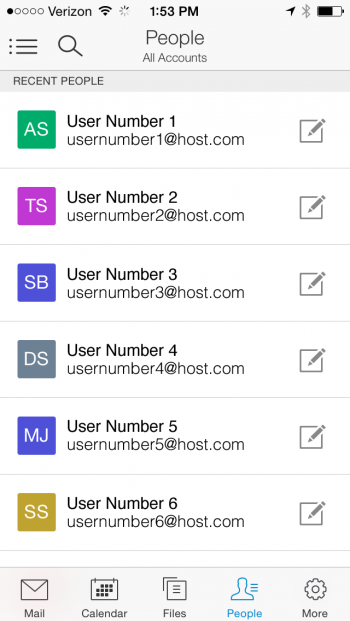 Verizon 1:53 PM
People
All Accounts
RECENT PEOPLE
AS User Number 1
usernumber1@host.com
TS User Number 2
usernumber2@host.com
SB User Number 3
usernumber3@host.com
DS User Number 4
usernumber4@host.com
MJ User Number 5
usernumber5@host.com
SS User Number 6
usernumber6@host.com
Mail Calendar Files People More